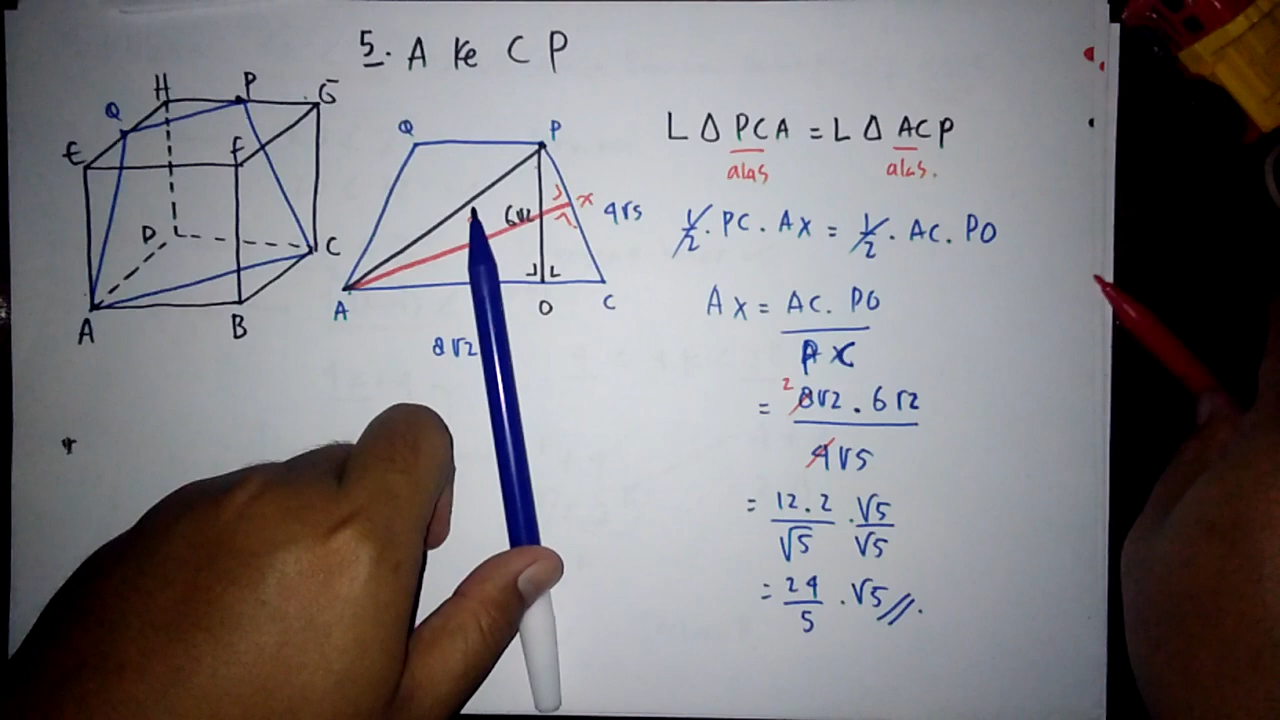 5. A Ke C P
H P G
Q
E F
D C
A B
Q P
6√2 x 4√5
A O C
8√2
L Δ PCA = L Δ ACP
alas alas.
1/2 . PC . AX = 1/2 . AC . PO
AX = AC . PO / PC
= 2 8√2 . 6√2 / 4√5
= 12 . 2 / √5 . √5 / √5
= 24 / 5 . √5 //.